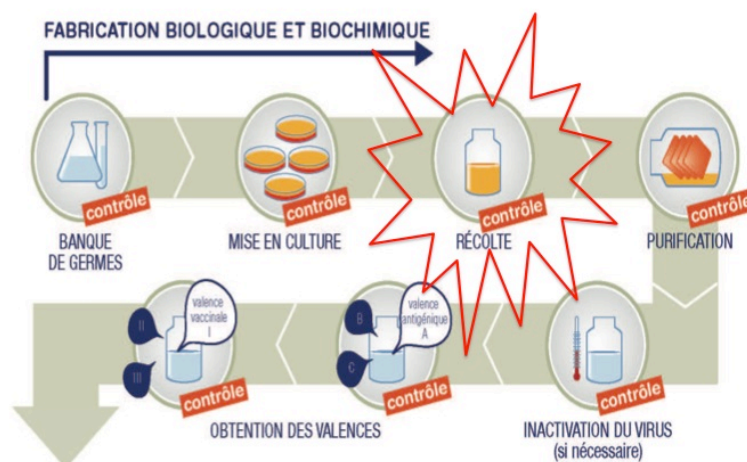 FABRICATION BIOLOGIQUE ET BIOCHIMIQUE
contrôle
contrôle
contrôle
contrôle
BANQUE
DE GERMES
MISE EN CULTURE
RÉCOLTE
PURIFICATION
II
III
valence
vaccinale
I
contrôle
B
C
valence
antigénique
A
contrôle
contrôle
OBTENTION DES VALENCES
INACTIVATION DU VIRUS
(si nécessaire)